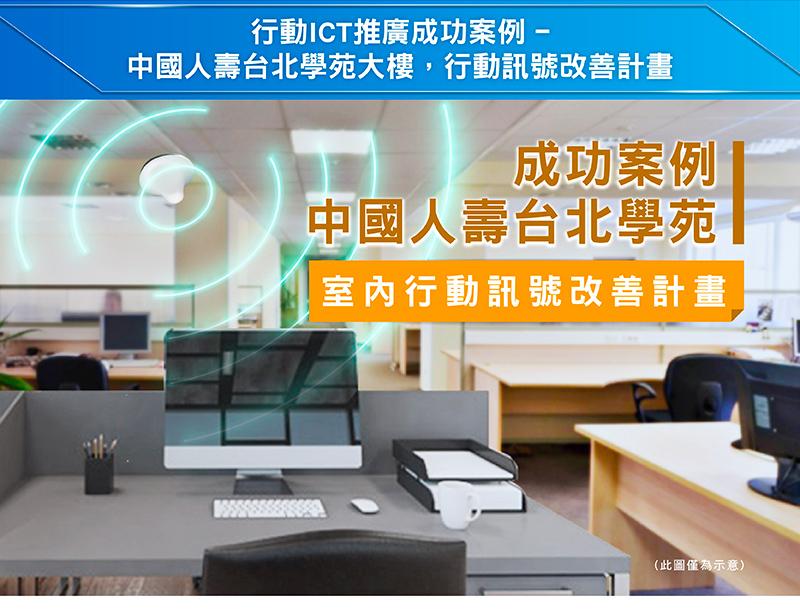 行動ICT推廣成功案例 –
中國人壽台北學苑大樓，行動訊號改善計畫
成功案例
中國人壽台北學苑
室內行動訊號改善計畫
(此圖僅為示意)